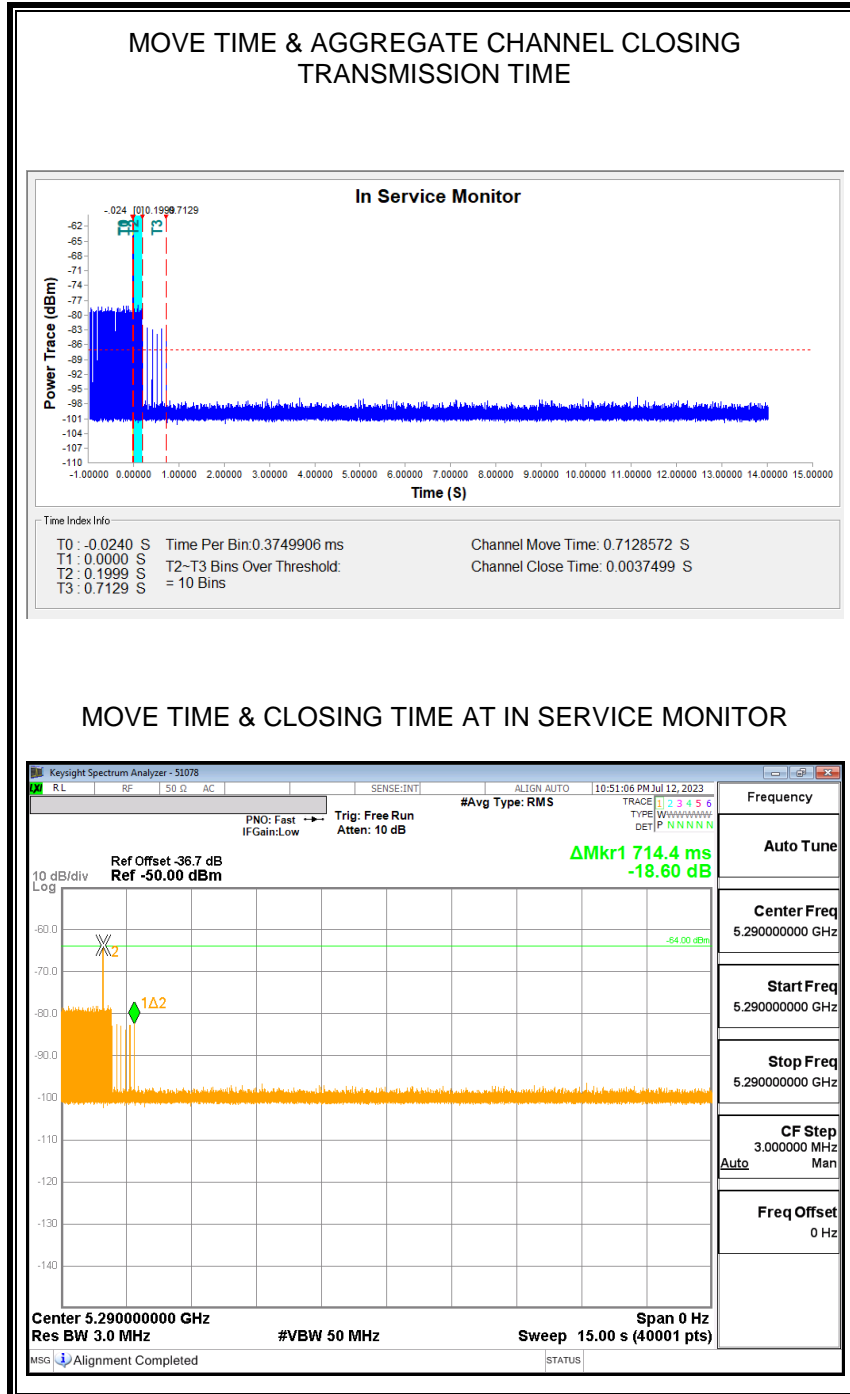 MOVE TIME & AGGREGATE CHANNEL CLOSING
TRANSMISSION TIME
In Service Monitor
-.024 [0]0.1999
0.7129
T2
T3
Power Trace (dBm)
-62
-65
-68
-71
-74
-77
-80
-83
-86
-89
-92
-95
-98
-101
-104
-107
-110
-1.00000 0.00000 1.00000 2.00000 3.00000 4.00000 5.00000 6.00000 7.00000 8.00000 9.00000 10.00000 11.00000 12.00000 13.00000 14.00000 15.00000
Time (S)
Time Index Info
T0 : -0.0240 S
T1 : 0.0000 S
T2 : 0.1999 S
T3 : 0.7129 S
Time Per Bin:0.3749906 ms
T2~T3 Bins Over Threshold:
= 10 Bins
Channel Move Time: 0.7128572 S
Channel Close Time: 0.0037499 S
MOVE TIME & CLOSING TIME AT IN SERVICE MONITOR
Keysight Spectrum Analyzer - 51078
LXI RL RF 50 Ω AC SENSE:INT ALIGN AUTO 10:51:06 PM Jul 12, 2023
PNO: Fast
IFGain:Low
Trig: Free Run
Atten: 10 dB
#Avg Type: RMS
TRACE 1 2 3 4 5 6
TYPE WWWWWW
DET P N N N N N
ΔMkr1 714.4 ms
-18.60 dB
Ref Offset -36.7 dB
10 dB/div Ref -50.00 dBm
Log
-60.0
-70.0
-80.0
-90.0
-100
-110
-120
-130
-140
-64.00 dBm
2
1Δ2
Center 5.290000000 GHz
Span 0 Hz
Res BW 3.0 MHz
#VBW 50 MHz
Sweep 15.00 s (40001 pts)
MSG Alignment Completed
STATUS
Frequency
Auto Tune
Center Freq
5.290000000 GHz
Start Freq
5.290000000 GHz
Stop Freq
5.290000000 GHz
CF Step
3.000000 MHz
Auto Man
Freq Offset
0 Hz